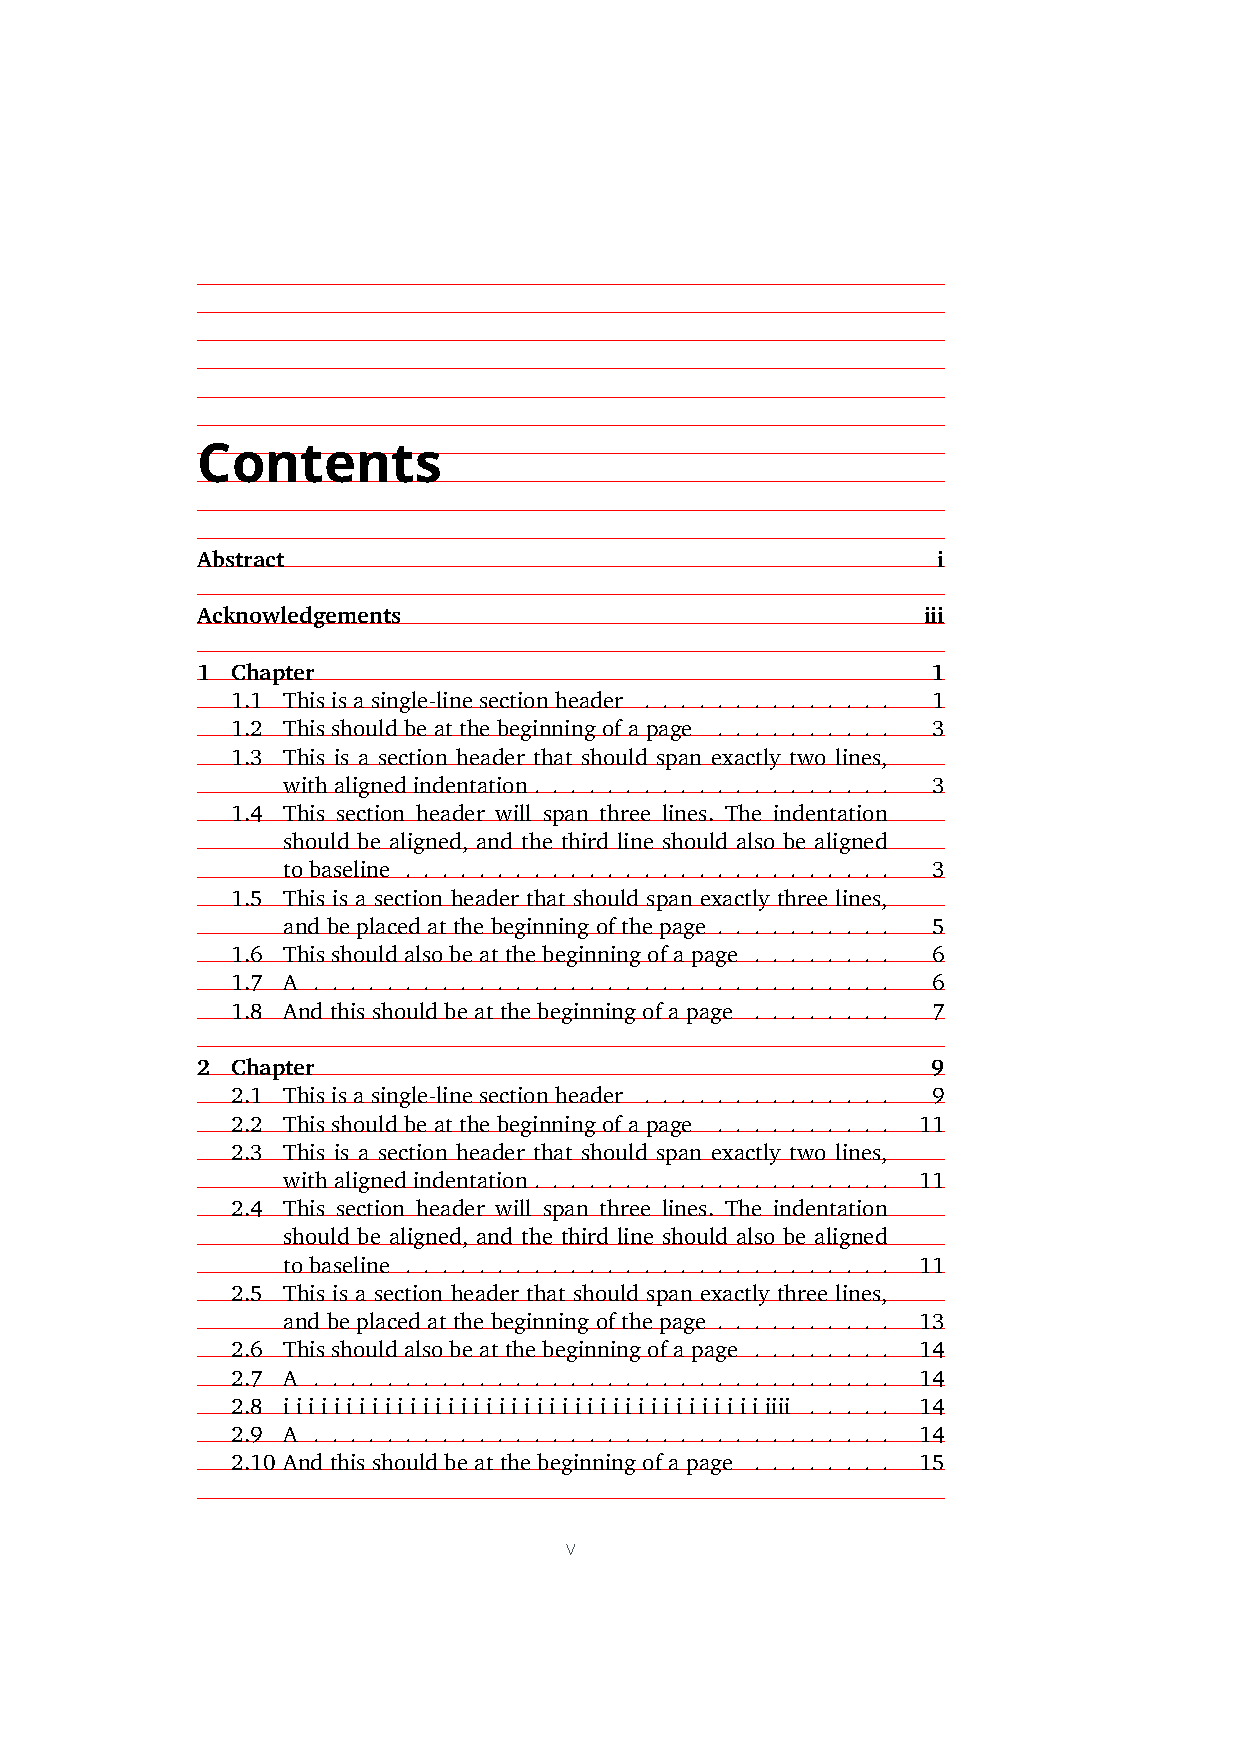 Contents
Abstract i
Acknowledgements iii
1 Chapter 1
1.1 This is a single-line section header . . . . . . . . . . . . . . 1
1.2 This should be at the beginning of a page . . . . . . . . . . 3
1.3 This is a section header that should span exactly two lines,
with aligned indentation . . . . . . . . . . . . . . . . . . . . 3
1.4 This section header will span three lines. The indentation
should be aligned, and the third line should also be aligned
to baseline . . . . . . . . . . . . . . . . . . . . . . . . . . . 3
1.5 This is a section header that should span exactly three lines,
and be placed at the beginning of the page . . . . . . . . . . 5
1.6 This should also be at the beginning of a page . . . . . . . . 6
1.7 A . . . . . . . . . . . . . . . . . . . . . . . . . . . . . . . . 6
1.8 And this should be at the beginning of a page . . . . . . . . 7
2 Chapter 9
2.1 This is a single-line section header . . . . . . . . . . . . . . 9
2.2 This should be at the beginning of a page . . . . . . . . . . 11
2.3 This is a section header that should span exactly two lines,
with aligned indentation . . . . . . . . . . . . . . . . . . . . 11
2.4 This section header will span three lines. The indentation
should be aligned, and the third line should also be aligned
to baseline . . . . . . . . . . . . . . . . . . . . . . . . . . . 11
2.5 This is a section header that should span exactly three lines,
and be placed at the beginning of the page . . . . . . . . . . 13
2.6 This should also be at the beginning of a page . . . . . . . . 14
2.7 A . . . . . . . . . . . . . . . . . . . . . . . . . . . . . . . . 14
2.8 i i i i i i i i i i i i i i i i i i i i i i i i i i i i i i i i i i i i i i iiii . . . . . 14
2.9 A . . . . . . . . . . . . . . . . . . . . . . . . . . . . . . . . 14
2.10 And this should be at the beginning of a page . . . . . . . . 15
v